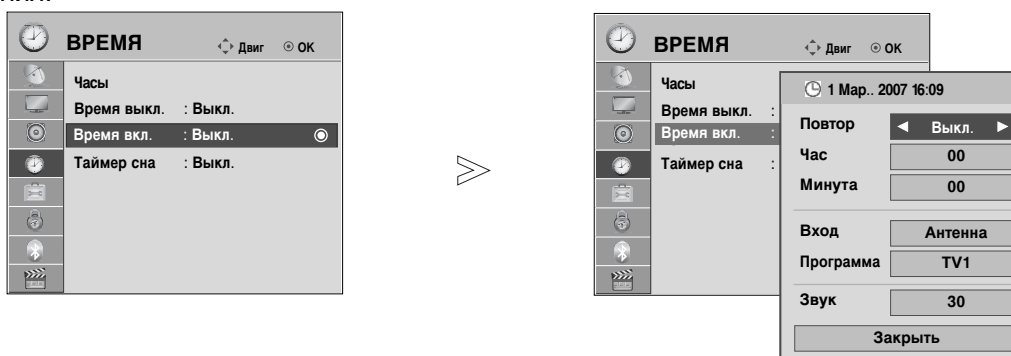 ВРЕМЯ Двиг OK
Часы
Время выкл. : Выкл.
Время вкл. : Выкл.
Таймер сна : Выкл.
ВРЕМЯ Двиг OK
Часы
Время выкл. :
Время вкл. :
Таймер сна :
1 Мар.. 2007 16:09
Повтор ◄ Выкл. ►
Час 00
Минута 00
Вход Антенна
Программа TV1
Звук 30
Закрыть